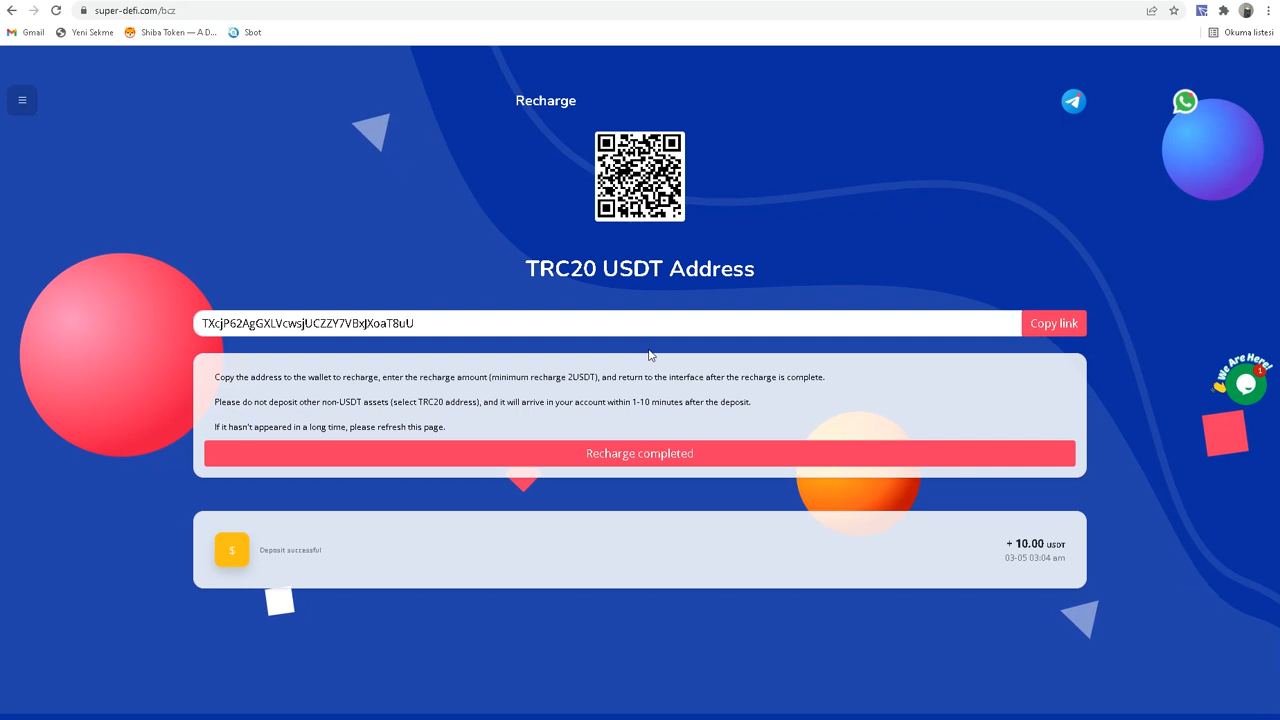 super-defi.com/bcz
Gmail
Yeni Sekme
Shiba Token — A D...
Sbot
Okuma listesi
Recharge
TRC20 USDT Address
TXcjP62AgGXLVcwsjUCZZY7VBxJXoaT8uU
Copy link
We Are Here!
1
Copy the address to the wallet to recharge, enter the recharge amount (minimum recharge 2USDT), and return to the interface after the recharge is complete.
Please do not deposit other non-USDT assets (select TRC20 address), and it will arrive in your account within 1-10 minutes after the deposit.
If it hasn't appeared in a long time, please refresh this page.
Recharge completed
$
Deposit successful
+ 10.00 USDT
03-05 03:04 am